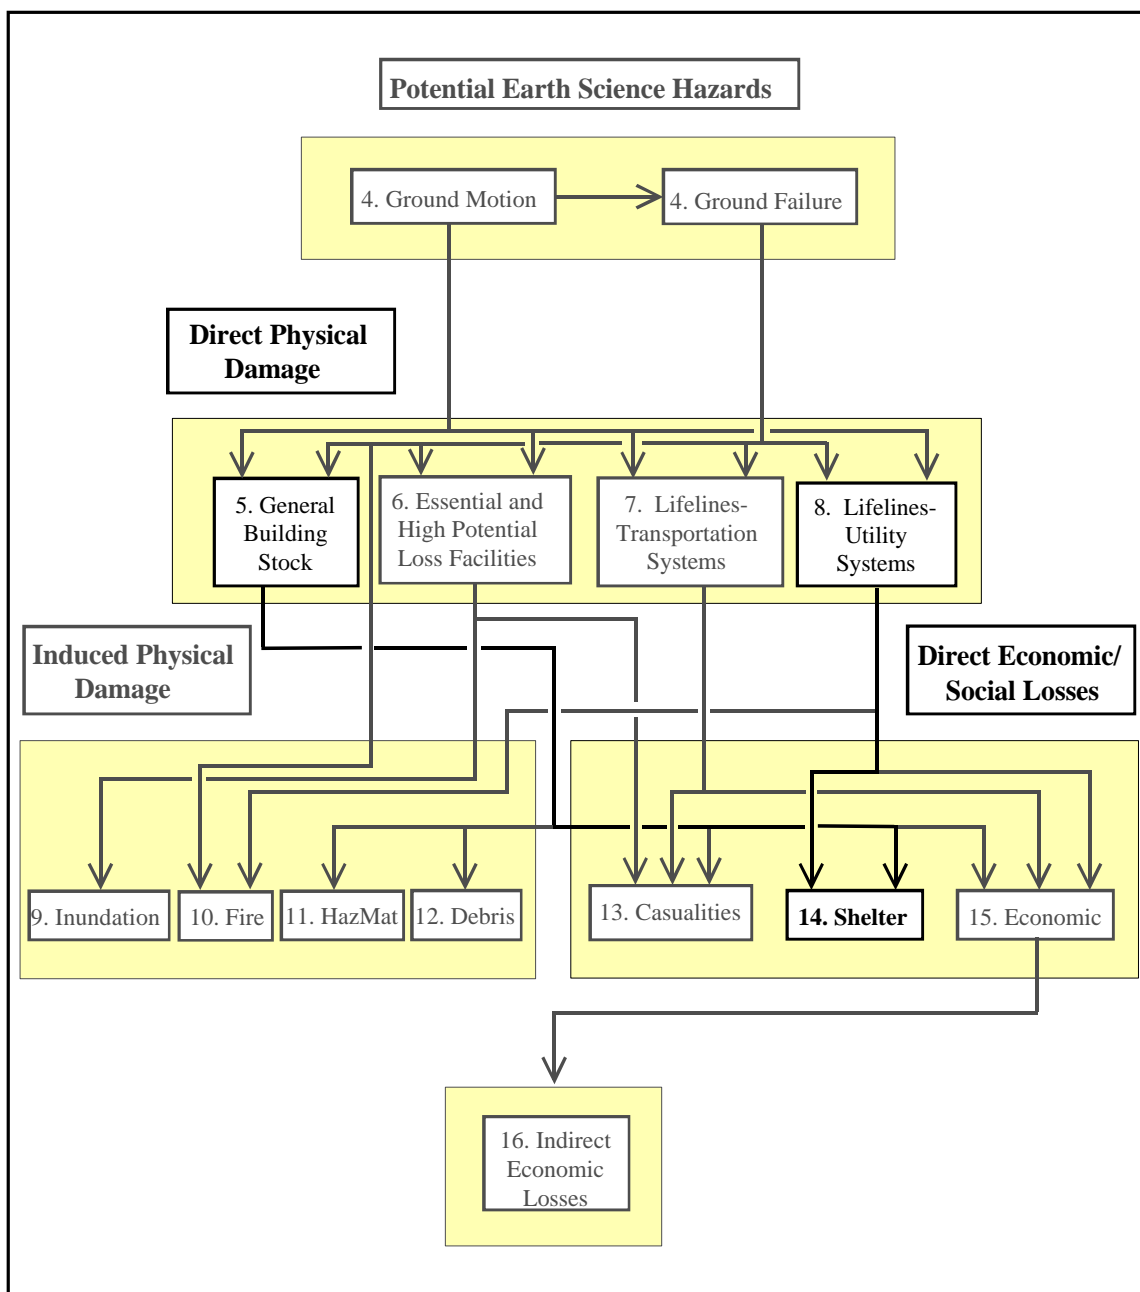 Potential Earth Science Hazards
4. Ground Motion
4. Ground Failure
Direct Physical
Damage
5. General
Building
Stock
6. Essential and
High Potential
Loss Facilities
7. Lifelines-
Transportation
Systems
8. Lifelines-
Utility
Systems
Induced Physical
Damage
Direct Economic/
Social Losses
9. Inundation
10. Fire
11. HazMat
12. Debris
13. Casualities
14. Shelter
15. Economic
16. Indirect
Economic
Losses